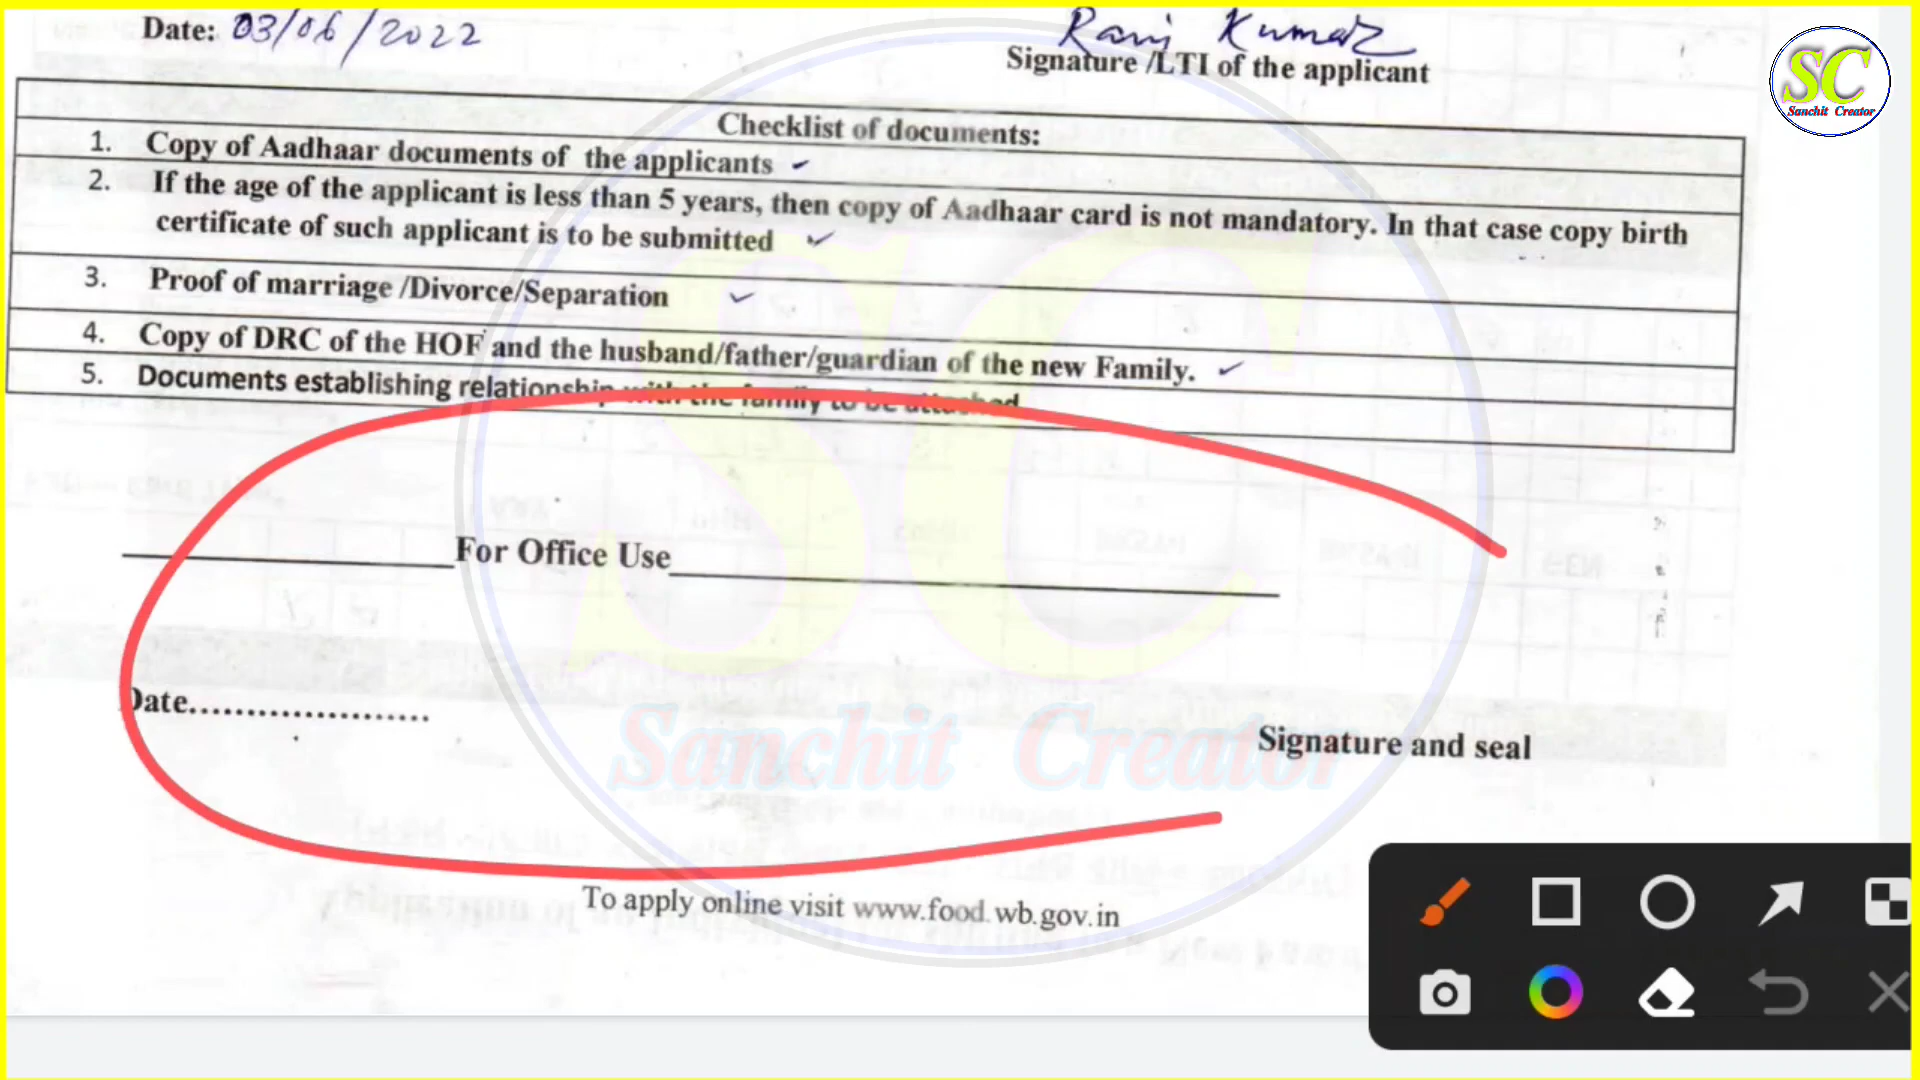 Date: 03/06/2022
Rani Kumar
Signature /LTI of the applicant
SC
Sanchit Creator
Checklist of documents:
1. Copy of Aadhaar documents of the applicants
2. If the age of the applicant is less than 5 years, then copy of Aadhaar card is not mandatory. In that case copy birth
certificate of such applicant is to be submitted
3. Proof of marriage /Divorce/Separation
4. Copy of DRC of the HOF and the husband/father/guardian of the new Family.
5. Documents establishing relationship with the family to be attached
SC
For Office Use
Date.....................
Sanchit Creator
Signature and seal
To apply online visit www.food.wb.gov.in